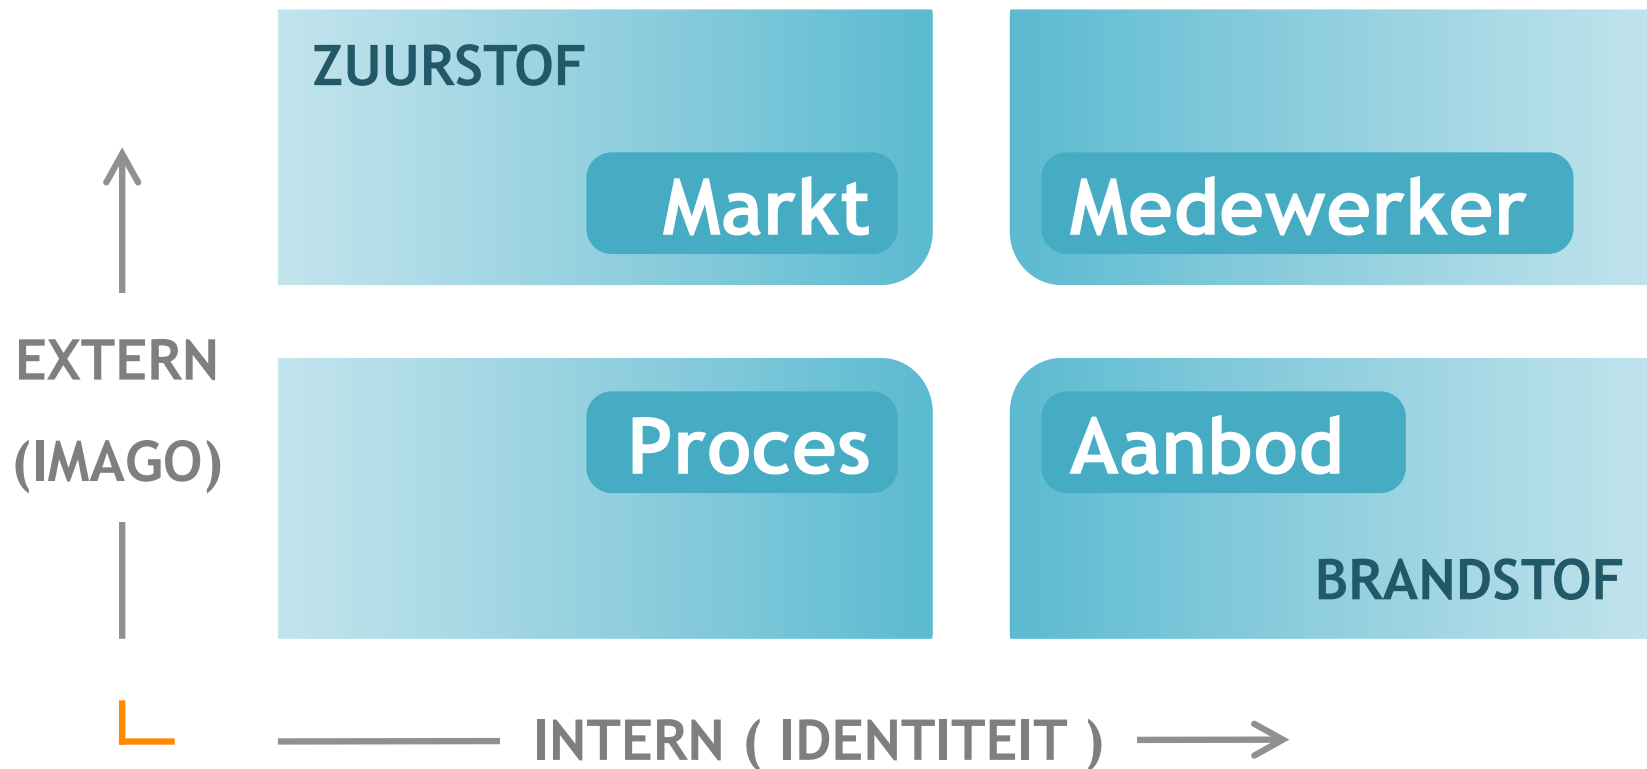 ZUURSTOF
Markt
Medewerker
EXTERN
(IMAGO)
Proces
Aanbod
BRANDSTOF
INTERN ( IDENTITEIT )